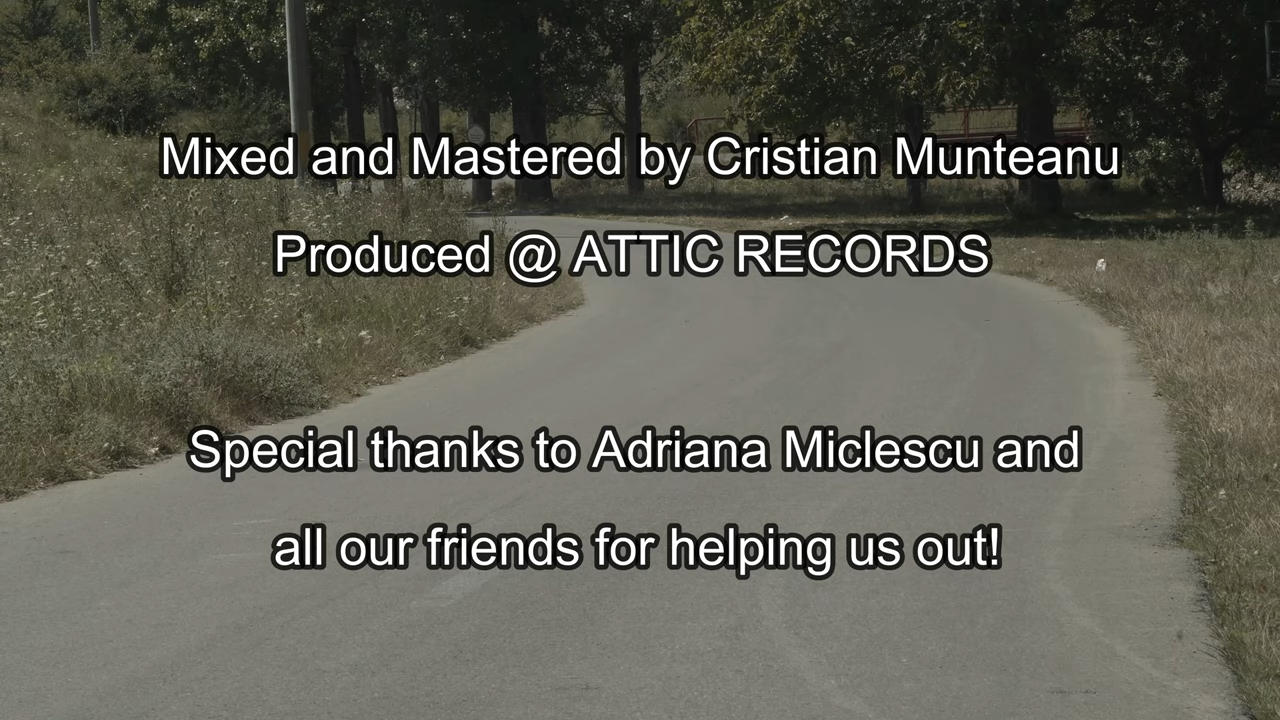 Mixed and Mastered by Cristian Munteanu
Produced @ ATTIC RECORDS
Special thanks to Adriana Miclescu and
all our friends for helping us out!